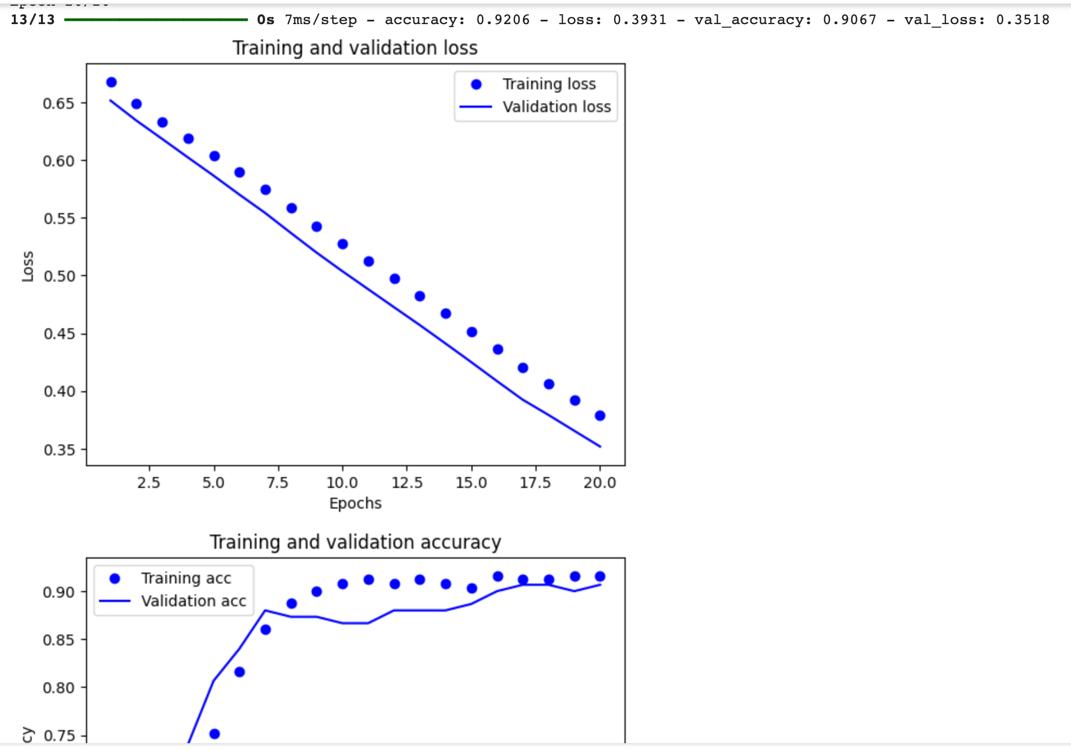 13/13 0s 7ms/step - accuracy: 0.9206 - loss: 0.3931 - val_accuracy: 0.9067 - val_loss: 0.3518
Training and validation loss
Training loss
Validation loss
0.65
0.60
0.55
0.50
0.45
0.40
0.35
Loss
2.5 5.0 7.5 10.0 12.5 15.0 17.5 20.0
Epochs
Training and validation accuracy
Training acc
Validation acc
0.90
0.85
0.80
0.75
cy